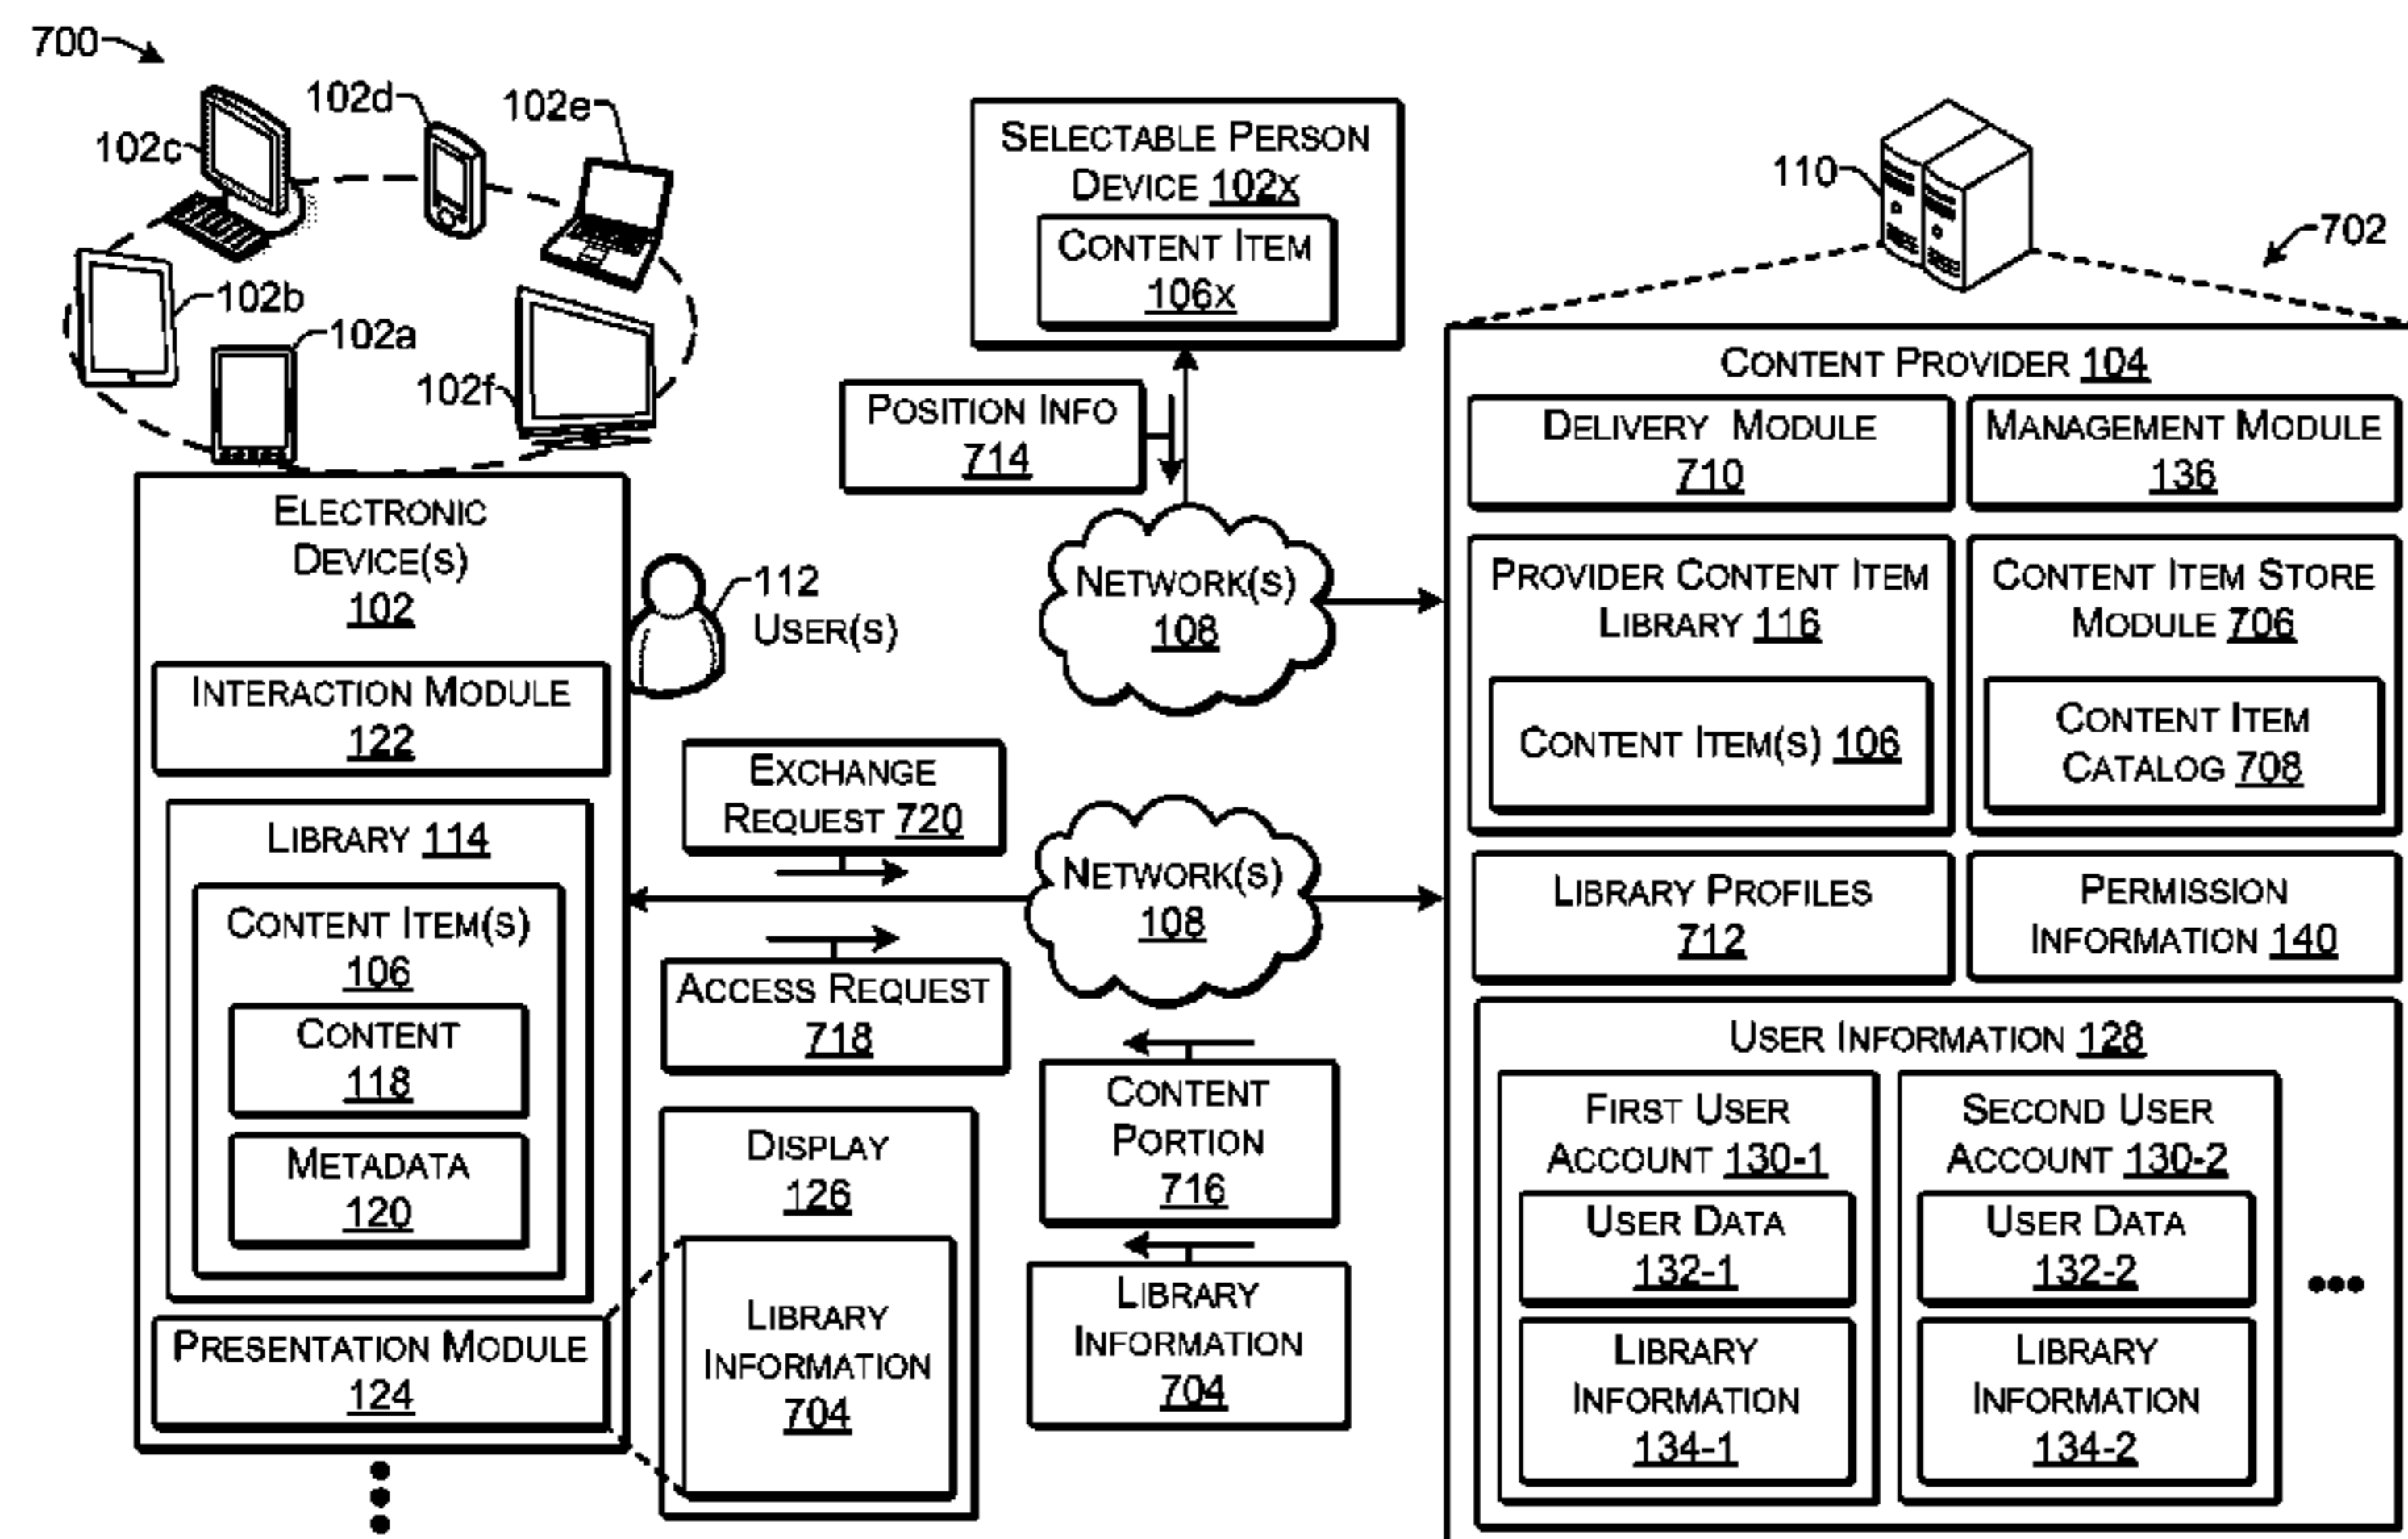 700
102c
102d
102e
102b
102a
102f
ELECTRONIC
DEVICE(S)
102
112
USER(S)
INTERACTION MODULE
122
LIBRARY 114
CONTENT ITEM(S)
106
CONTENT
118
METADATA
120
PRESENTATION MODULE
124
SELECTABLE PERSON
DEVICE 102x
CONTENT ITEM
106x
POSITION INFO
714
NETWORK(S)
108
EXCHANGE
REQUEST 720
NETWORK(S)
108
ACCESS REQUEST
718
DISPLAY
126
LIBRARY
INFORMATION
704
CONTENT
PORTION
716
LIBRARY
INFORMATION
704
110
702
CONTENT PROVIDER 104
DELIVERY MODULE
710
MANAGEMENT MODULE
136
PROVIDER CONTENT ITEM
LIBRARY 116
CONTENT ITEM(S) 106
CONTENT ITEM STORE
MODULE 706
CONTENT ITEM
CATALOG 708
LIBRARY PROFILES
712
PERMISSION
INFORMATION 140
USER INFORMATION 128
FIRST USER
ACCOUNT 130-1
USER DATA
132-1
LIBRARY
INFORMATION
134-1
SECOND USER
ACCOUNT 130-2
USER DATA
132-2
LIBRARY
INFORMATION
134-2